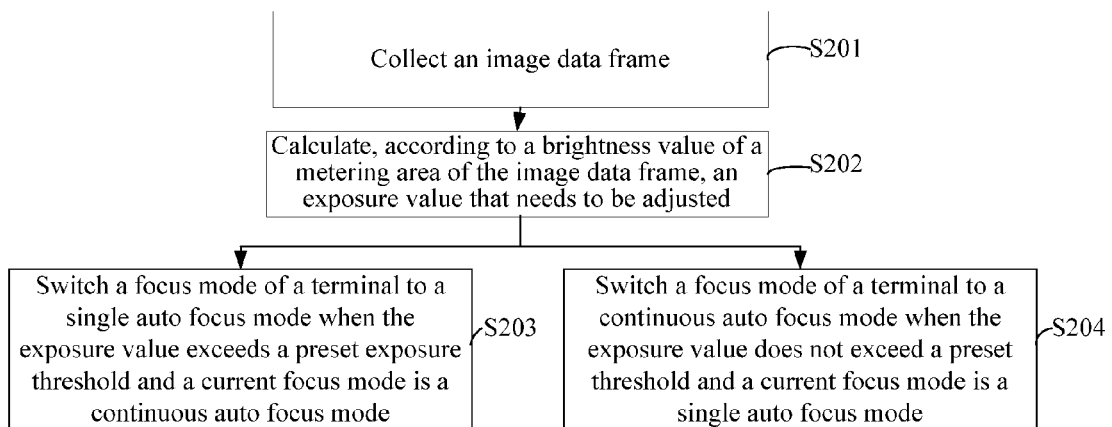 Collect an image data frame
S201
Calculate, according to a brightness value of a
metering area of the image data frame, an
exposure value that needs to be adjusted
S202
Switch a focus mode of a terminal to a
single auto focus mode when the
exposure value exceeds a preset exposure
threshold and a current focus mode is a
continuous auto focus mode
S203
Switch a focus mode of a terminal to a
continuous auto focus mode when the
exposure value does not exceed a preset
threshold and a current focus mode is a
single auto focus mode
S204